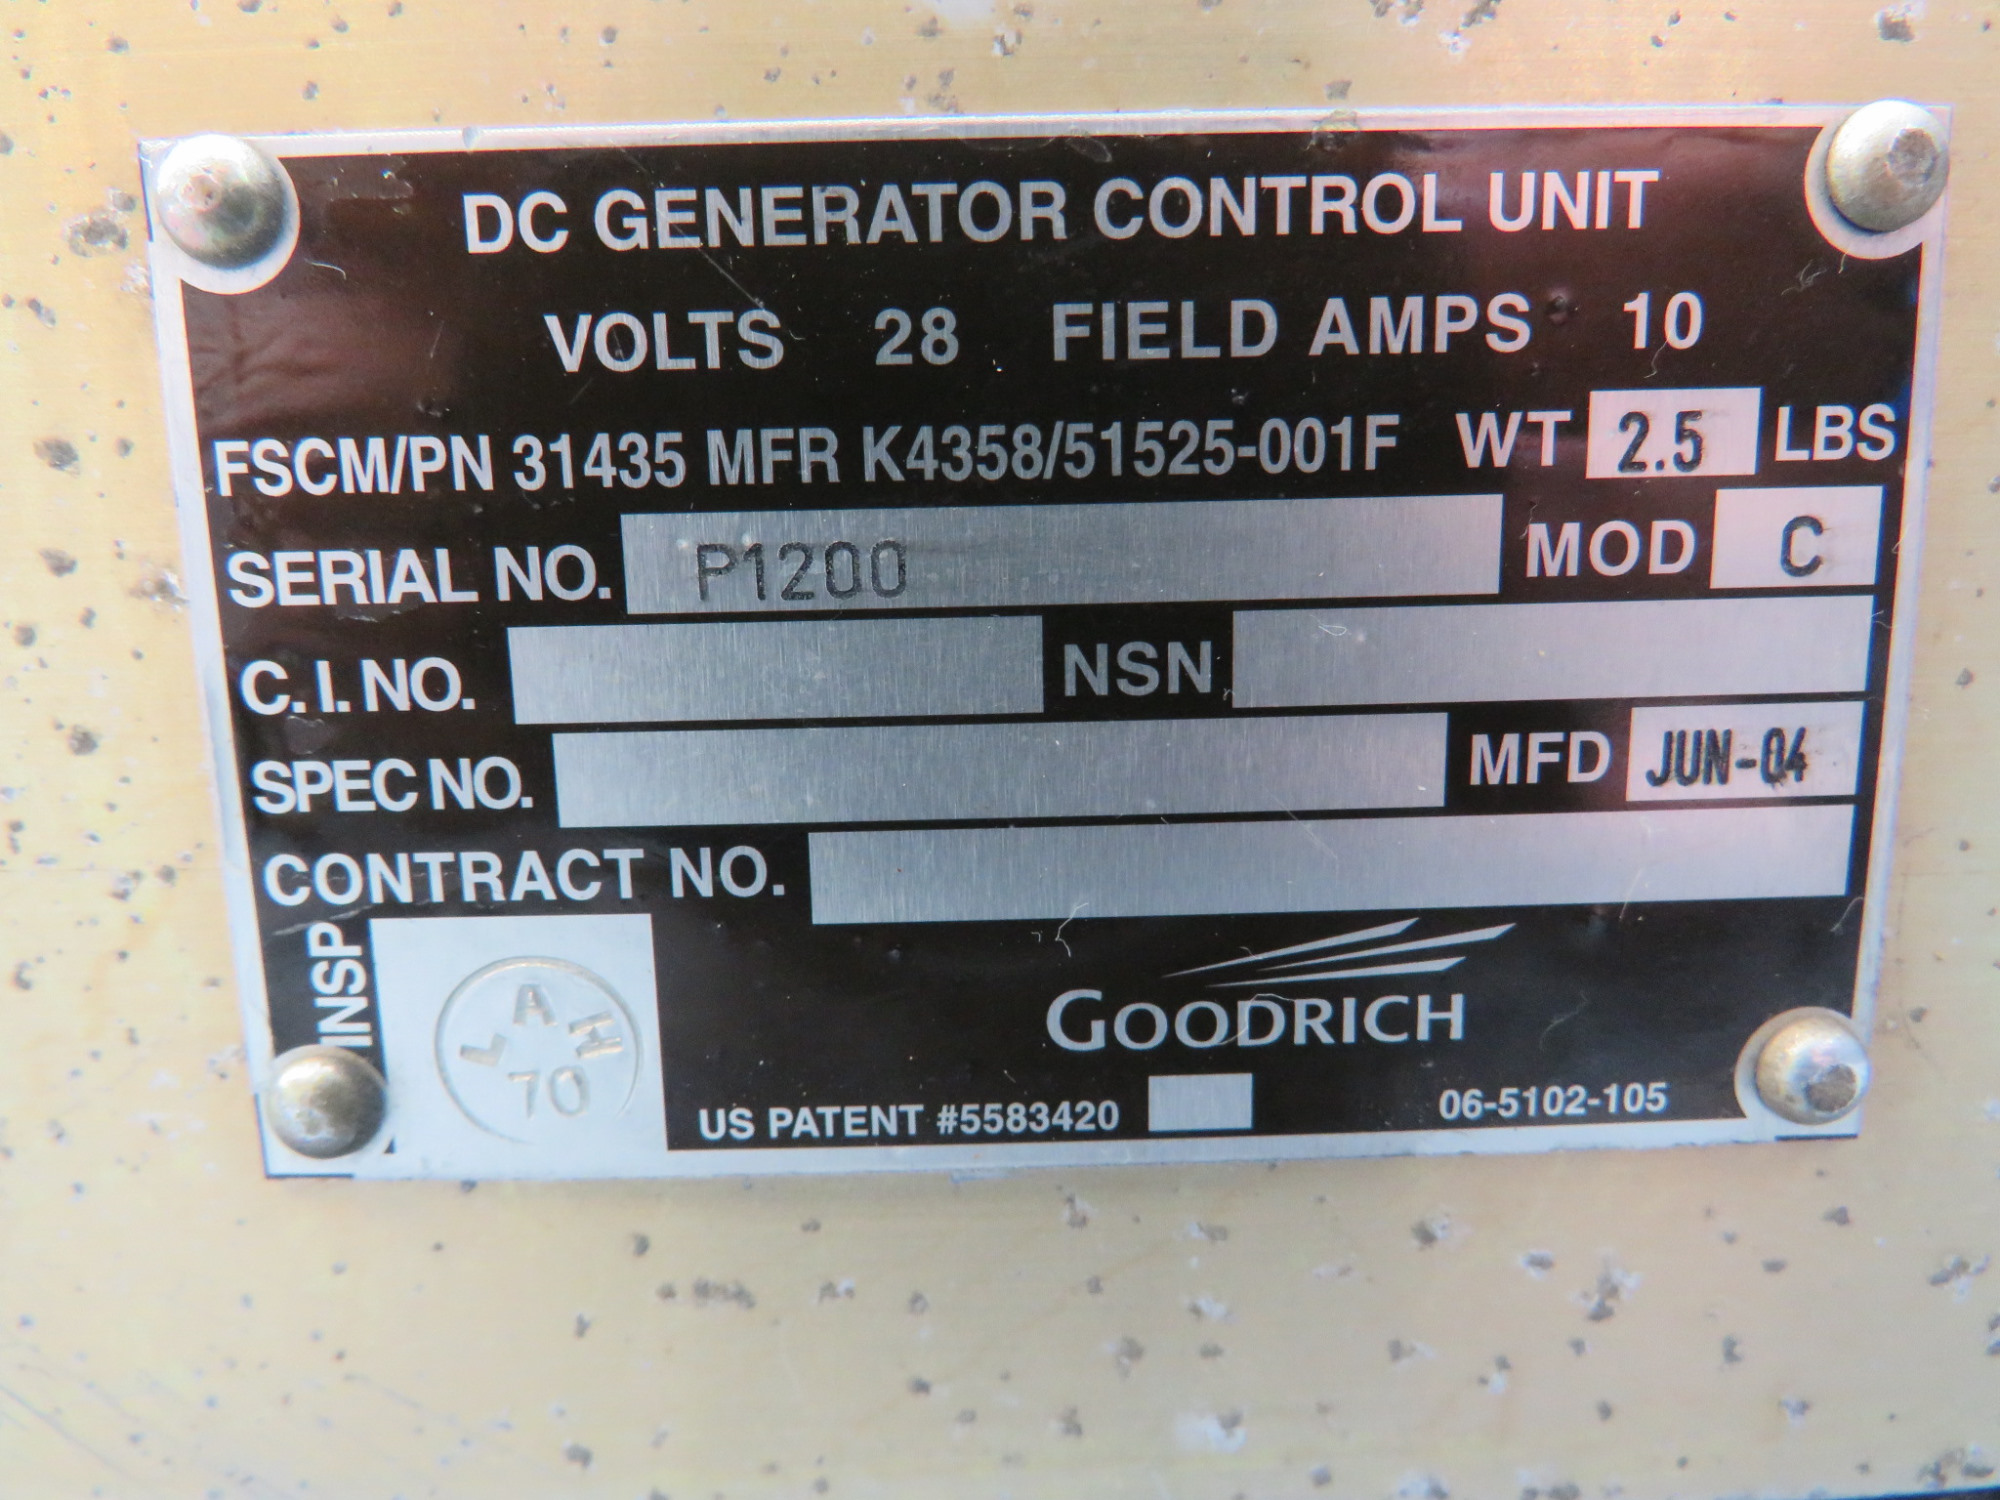 DC GENERATOR CONTROL UNIT
VOLTS 28 FIELD AMPS 10
FSCM/PN 31435 MFR K4358/51525-001F WT 2.5 LBS
SERIAL NO. P1200 MOD C
C. I. NO. NSN
SPEC NO. MFD JUN-04
CONTRACT NO.
INSP
LAH
70
GOODRICH
US PATENT #5583420 06-5102-105